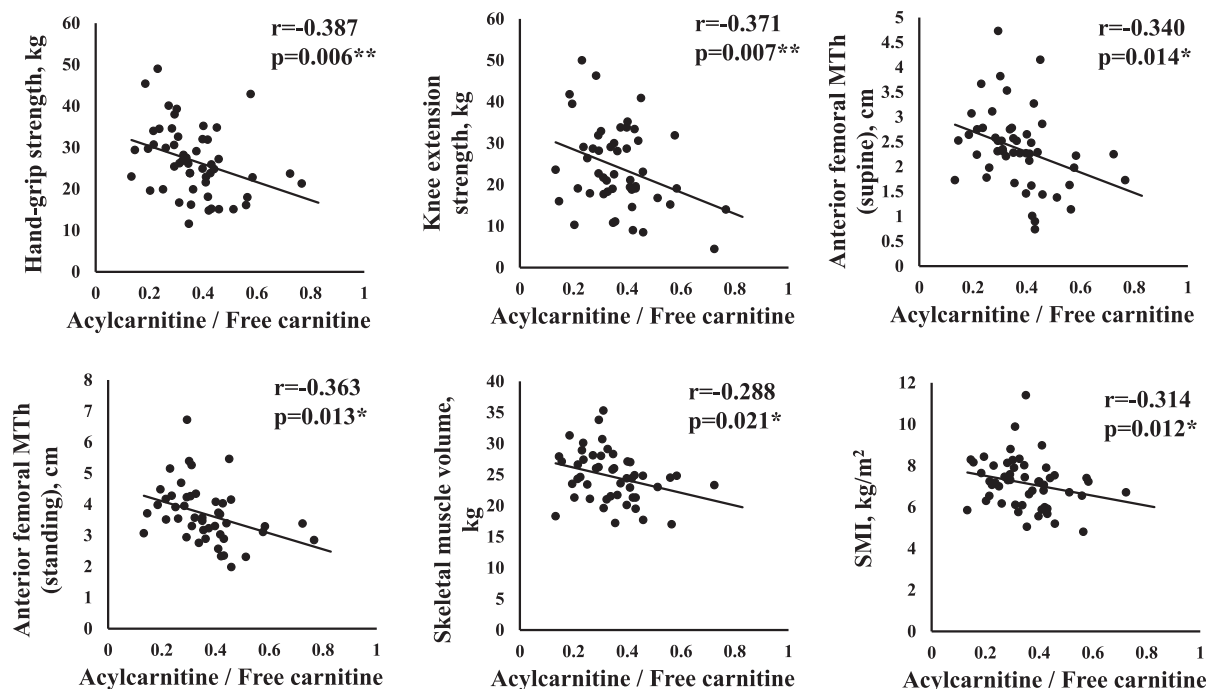 Hand-grip strength, kg
60
50
40
30
20
10
0
r=-0.387
p=0.006**
0 0.2 0.4 0.6 0.8 1
Acylcarnitine / Free carnitine
Knee extension
strength, kg
60
50
40
30
20
10
0
r=-0.371
p=0.007**
0 0.2 0.4 0.6 0.8 1
Acylcarnitine / Free carnitine
Anterior femoral MTh
(supine), cm
5
4.5
4
3.5
3
2.5
2
1.5
1
0.5
0
r=-0.340
p=0.014*
0 0.2 0.4 0.6 0.8 1
Acylcarnitine / Free carnitine
Anterior femoral MTh
(standing), cm
8
7
6
5
4
3
2
1
0
r=-0.363
p=0.013*
0 0.2 0.4 0.6 0.8 1
Acylcarnitine / Free carnitine
Skeletal muscle volume,
kg
40
35
30
25
20
15
10
5
0
r=-0.288
p=0.021*
0 0.2 0.4 0.6 0.8 1
Acylcarnitine / Free carnitine
SMI, kg/m²
12
10
8
6
4
2
0
r=-0.314
p=0.012*
0 0.2 0.4 0.6 0.8 1
Acylcarnitine / Free carnitine